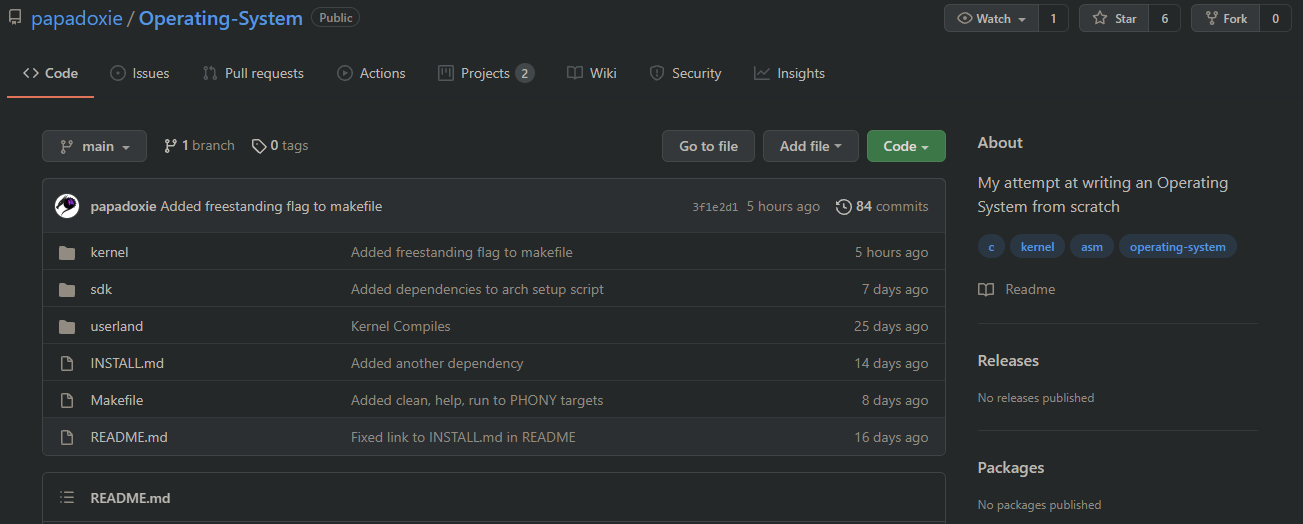 papadoxie / Operating-System Public Watch 1 Star 6 Fork 0
Code Issues Pull requests Actions Projects 2 Wiki Security Insights
main 1 branch 0 tags Go to file Add file Code
papadoxie Added freestanding flag to makefile 3f1e2d1 5 hours ago 84 commits
kernel Added freestanding flag to makefile 5 hours ago
sdk Added dependencies to arch setup script 7 days ago
userland Kernel Compiles 25 days ago
INSTALL.md Added another dependency 14 days ago
Makefile Added clean, help, run to PHONY targets 8 days ago
README.md Fixed link to INSTALL.md in README 16 days ago
README.md
About
My attempt at writing an Operating
System from scratch
c kernel asm operating-system
Readme
Releases
No releases published
Packages
No packages published